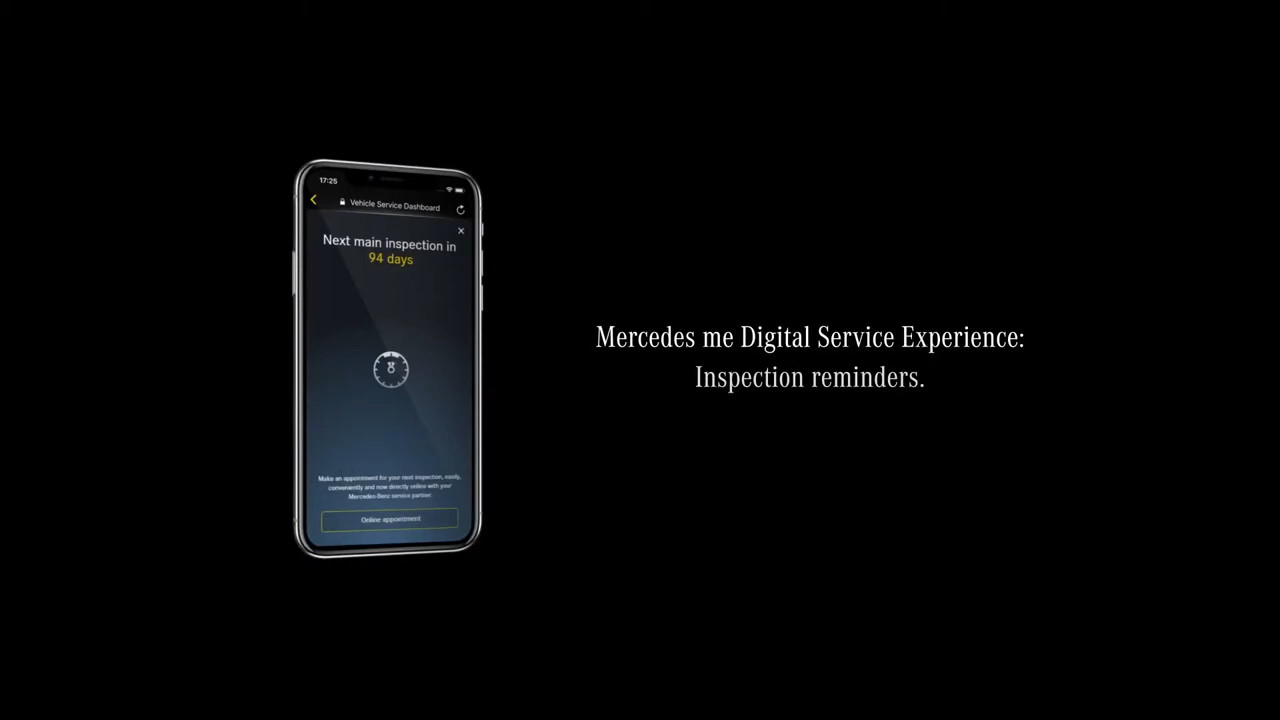 17:25
Vehicle Service Dashboard
Next main inspection in
94 days
Make an appointment for your next inspection, easily,
conveniently and now directly online with your
Mercedes-Benz service partner.
Online appointment
Mercedes me Digital Service Experience:
Inspection reminders.